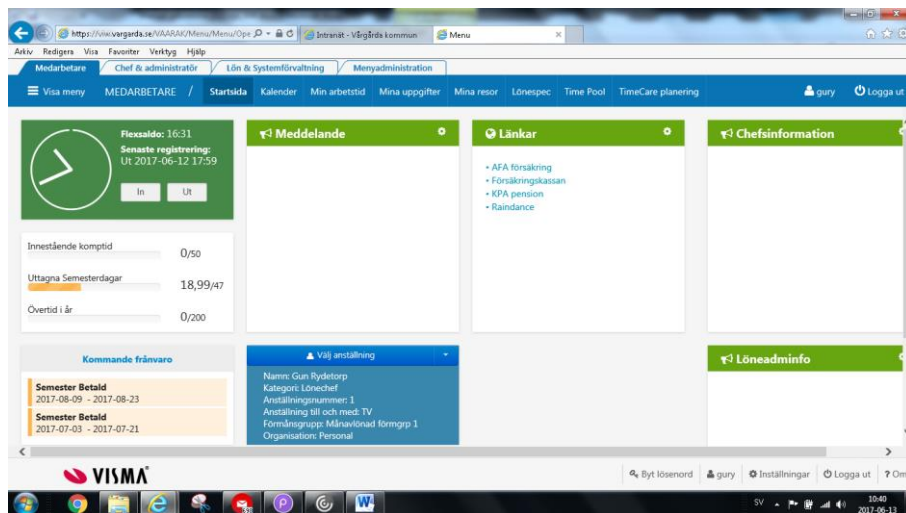 https://viiw.vargarda.se/VAARAK/Menu/Menu/Ope
Intranät - Vårgårda kommun
Menu
Arkiv Redigera Visa Favoriter Verktyg Hjälp
Medarbetare Chef & administratör Lön & Systemförvaltning Menyadministration
Visa meny MEDARBETARE / Startsida Kalender Min arbetstid Mina uppgifter Mina resor Lönespec Time Pool TimeCare planering gury Logga ut
Flexsaldo: 16:31
Senaste registrering:
Ut 2017-06-12 17:59
In Ut
Meddelande
Länkar
• AFA försäkring
• Försäkringskassan
• KPA pension
• Raindance
Chefsinformation
Innestående komptid
0/50
Uttagna Semesterdagar
18,99/47
Övertid i år
0/200
Kommande frånvaro
Semester Betald
2017-08-09 - 2017-08-23
Semester Betald
2017-07-03 - 2017-07-21
Välj anställning
Namn: Gun Rydetorp
Kategori: Lönechef
Anställningsnummer: 1
Anställning till och med: TV
Förmånsgrupp: Månavlönad förmgrp 1
Organisation: Personal
Löneadminfo
VISMA
Byt lösenord gury Inställningar Logga ut ? Om
SV 10:40
2017-06-13